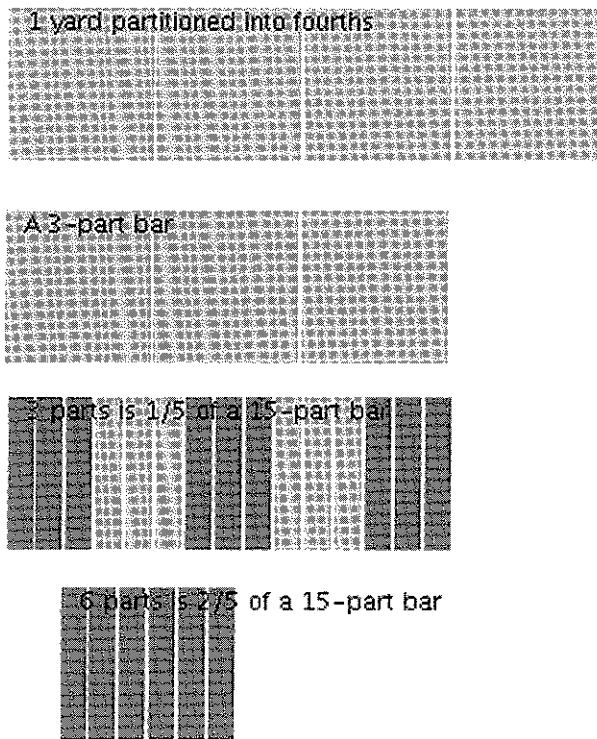 1 yard partitioned into fourths
A 3-part bar
3 parts is 1/5 of a 15-part bar
6 parts is 2/5 of a 15-part bar